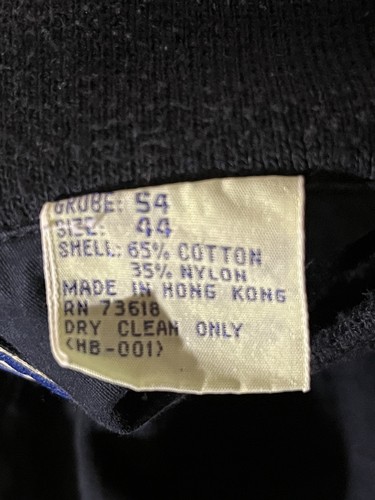 GRÖBE: 54
SIZE: 44
SHELL: 65% COTTON
35% NYLON
MADE IN HONG KONG
RN 73618
DRY CLEAN ONLY
(HB-001)